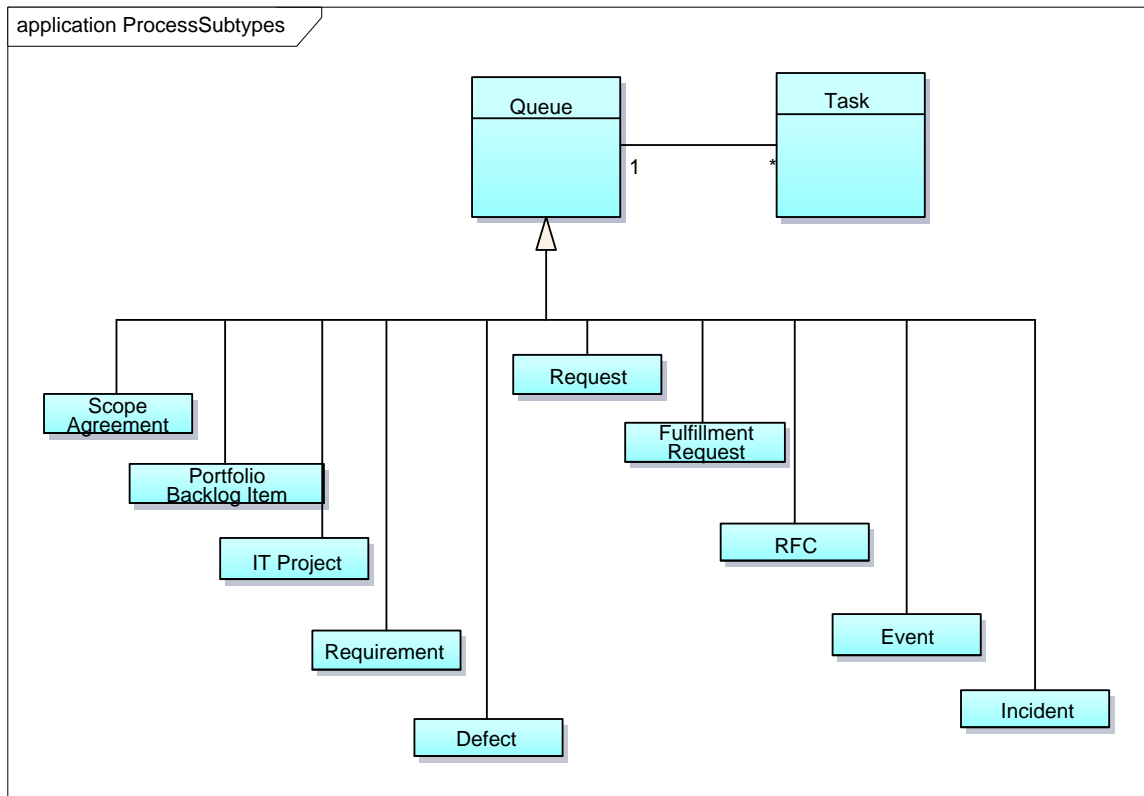 application ProcessSubtypes
Queue
Task
1
*
Request
Scope
Agreement
Fulfillment
Request
Portfolio
Backlog Item
RFC
IT Project
Event
Requirement
Incident
Defect